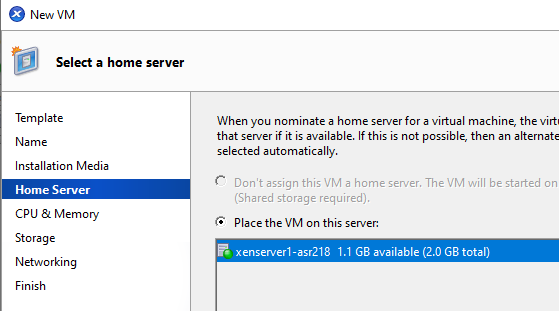 New VM
Select a home server
Template
Name
Installation Media
Home Server
CPU & Memory
Storage
Networking
Finish
When you nominate a home server for a virtual machine, the virtu
that server if it is available. If this is not possible, then an alternate
selected automatically.
Don't assign this VM a home server. The VM will be started on
(Shared storage required).
Place the VM on this server:
xenserver1-asr218 1.1 GB available (2.0 GB total)